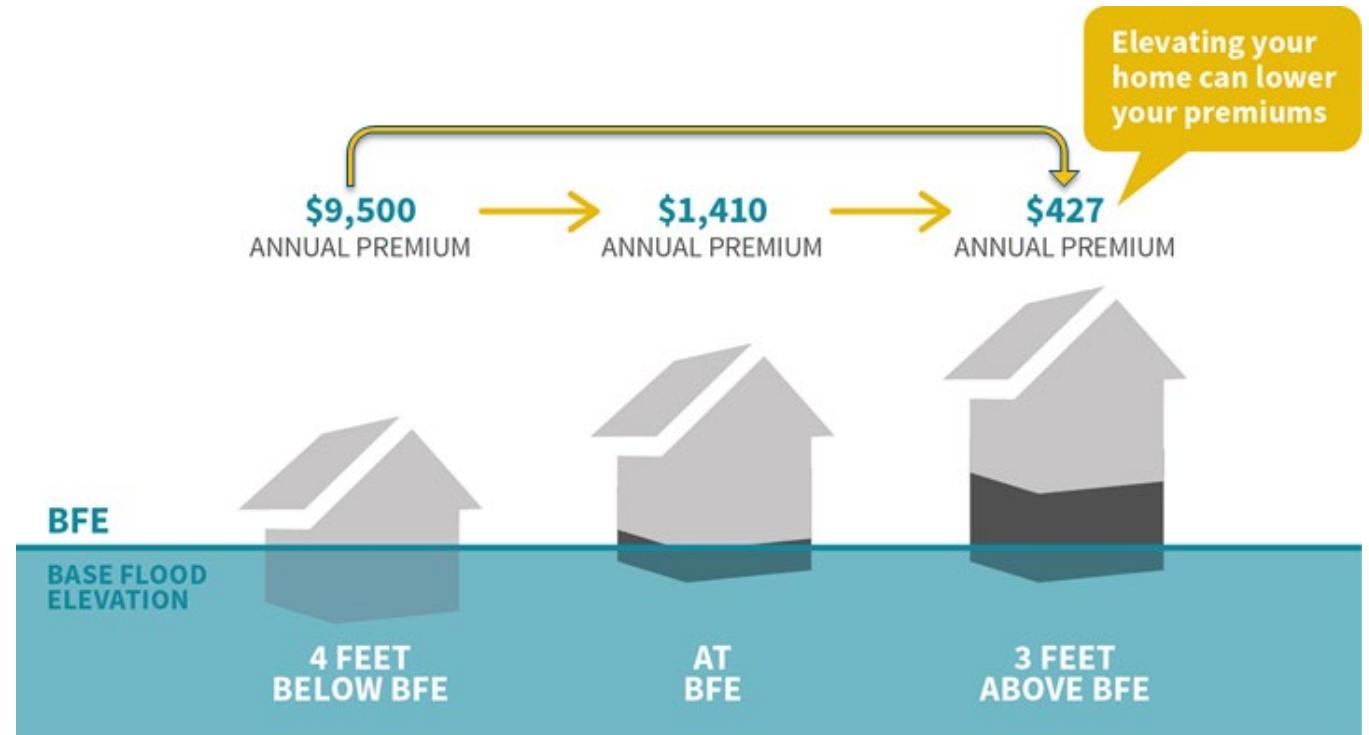 Elevating your
home can lower
your premiums
$9,500
ANNUAL PREMIUM
$1,410
ANNUAL PREMIUM
$427
ANNUAL PREMIUM
BFE
BASE FLOOD
ELEVATION
4 FEET
BELOW BFE
AT
BFE
3 FEET
ABOVE BFE